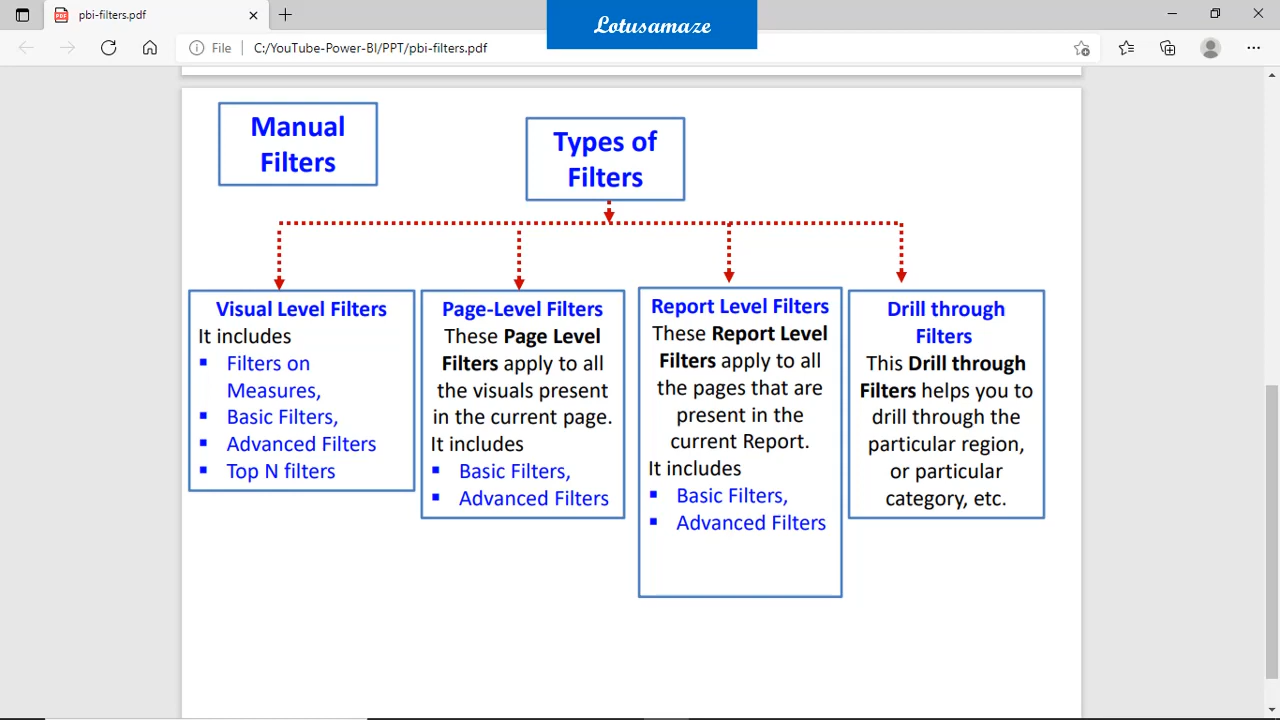 pbi-filters.pdf
Lotusamaze
File
C:/YouTube-Power-BI/PPT/pbi-filters.pdf
Manual
Filters
Types of
Filters
Visual Level Filters
It includes
▪ Filters on
Measures,
▪ Basic Filters,
▪ Advanced Filters
▪ Top N filters
Page-Level Filters
These Page Level
Filters apply to all
the visuals present
in the current page.
It includes
▪ Basic Filters,
▪ Advanced Filters
Report Level Filters
These Report Level
Filters apply to all
the pages that are
present in the
current Report.
It includes
▪ Basic Filters,
▪ Advanced Filters
Drill through
Filters
This Drill through
Filters helps you to
drill through the
particular region,
or particular
category, etc.